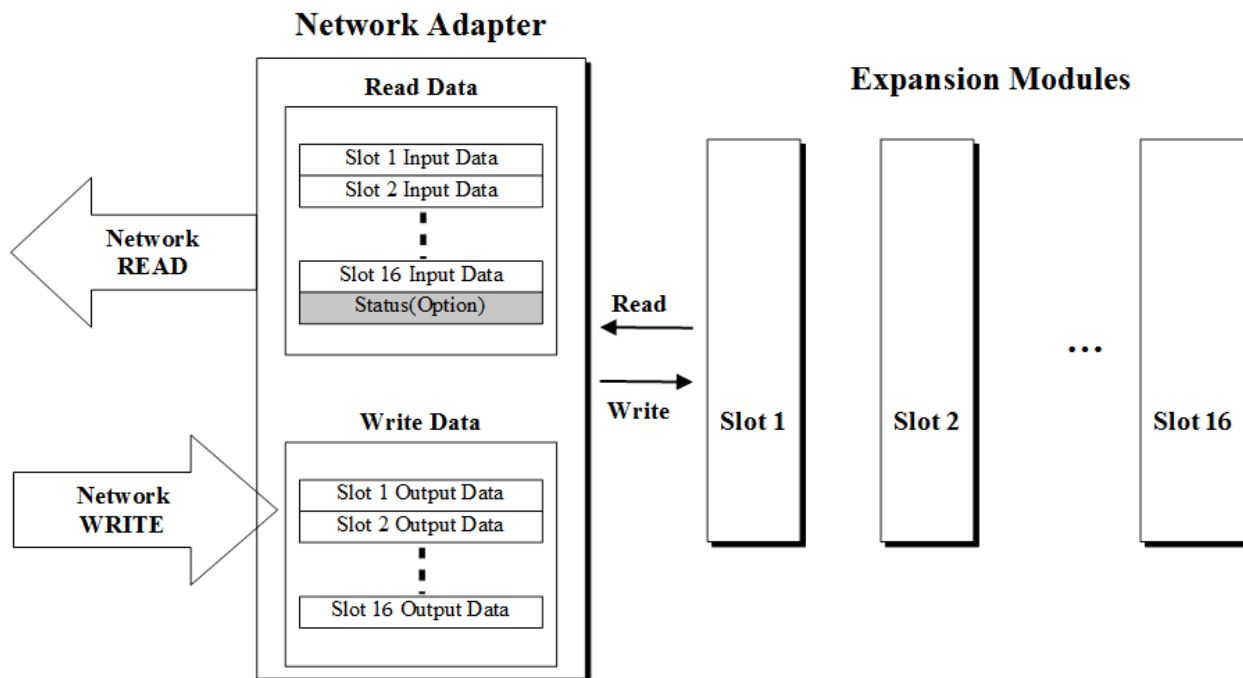 Network Adapter
Expansion Modules
Read Data
Slot 1 Input Data
Slot 2 Input Data
Slot 16 Input Data
Status(Option)
Network
READ
Read
Write
Write Data
Slot 1 Output Data
Slot 2 Output Data
Slot 16 Output Data
Network
WRITE
Slot 1
Slot 2
...
Slot 16